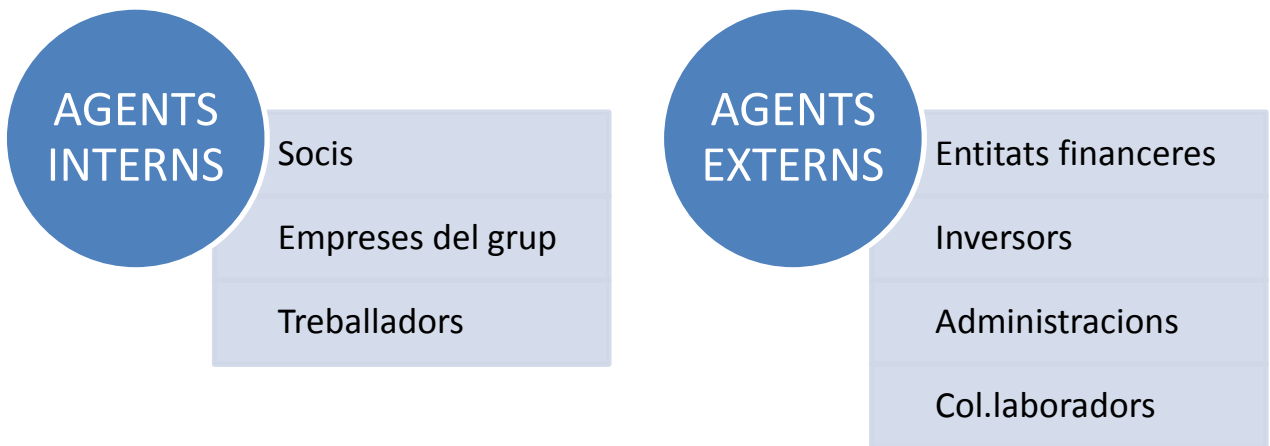 AGENTS
INTERNS
Socis
Empreses del grup
Treballadors
AGENTS
EXTERNS
Entitats financeres
Inversors
Administracions
Col.laboradors